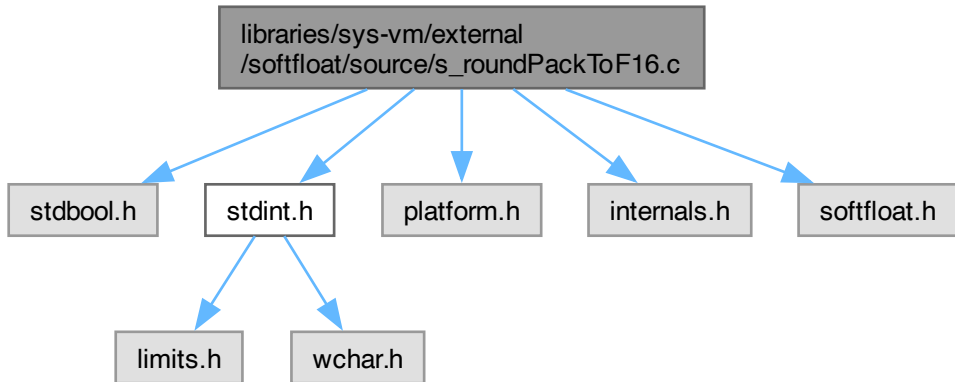 libraries/sys-vm/external
/softfloat/source/s_roundPackToF16.c
stdbool.h
stdint.h
platform.h
internals.h
softfloat.h
limits.h
wchar.h